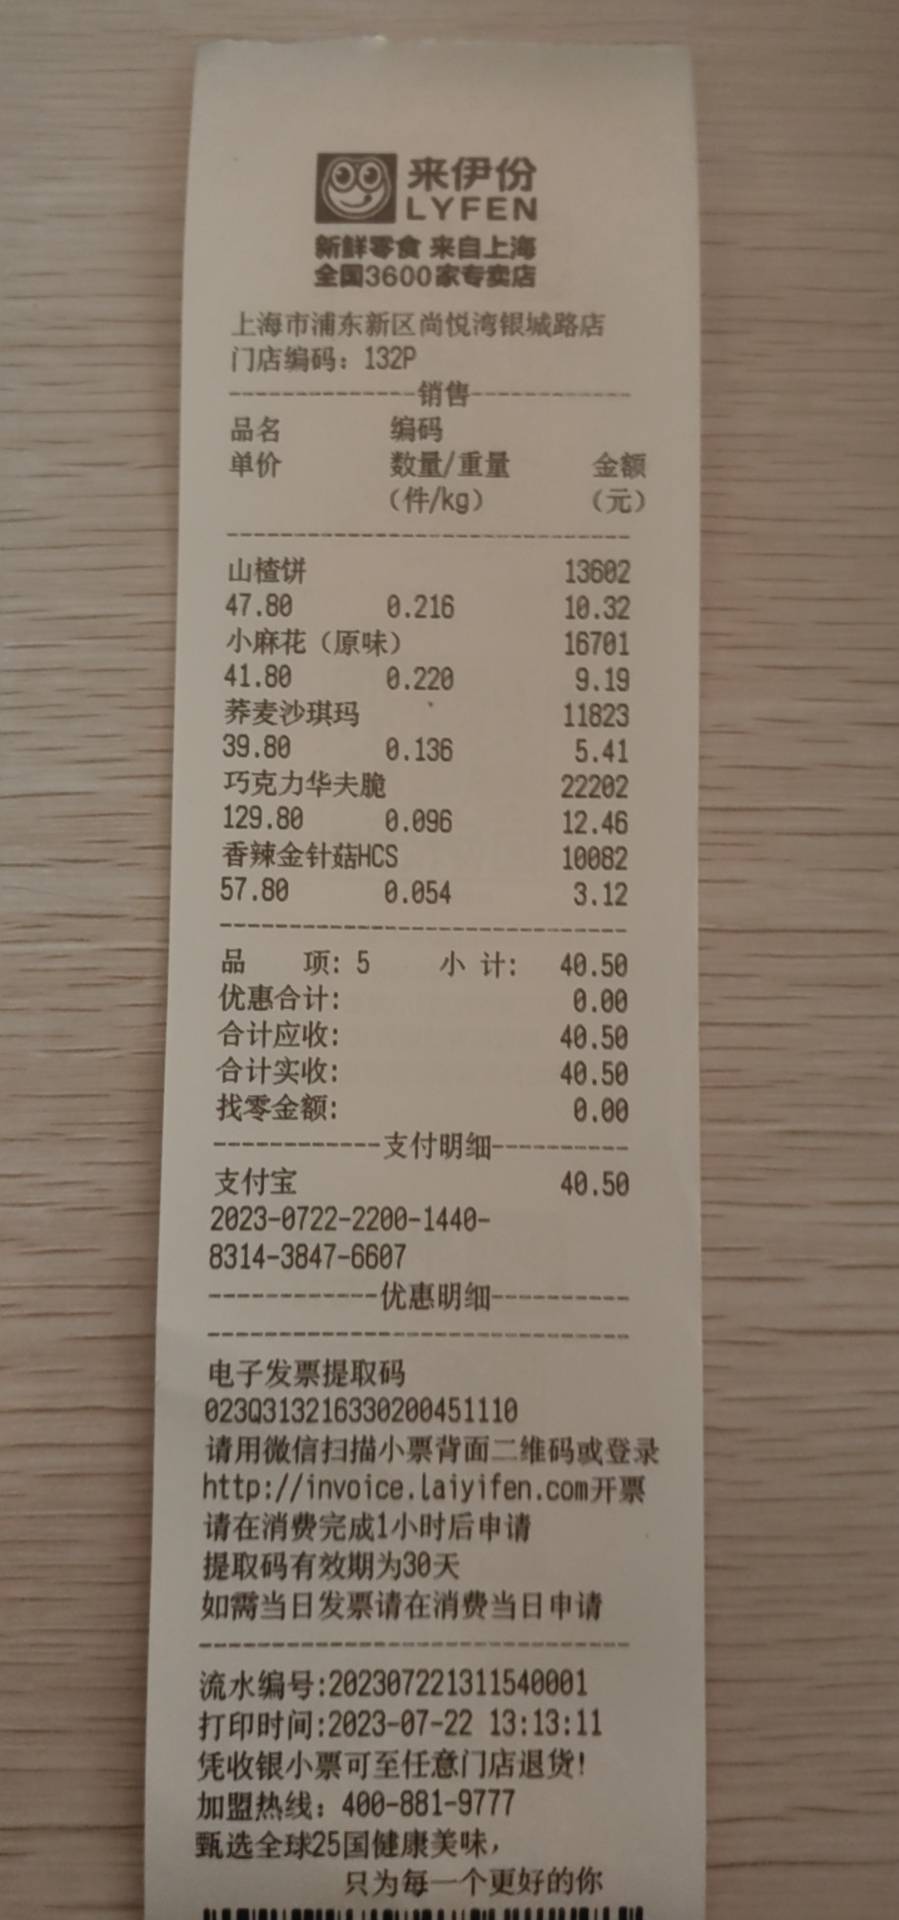 来伊份
LYFEN
新鲜零食 来自上海
全国3600家专卖店
上海市浦东新区尚悦湾银城路店
门店编码：132P
--------------销售------------
品名 编码
单价 数量/重量 金额
（件/kg） （元）
------------------------------
山楂饼 13602
47.80 0.216 10.32
小麻花（原味） 16701
41.80 0.220 9.19
荞麦沙琪玛 11823
39.80 0.136 5.41
巧克力华夫脆 22202
129.80 0.096 12.46
香辣金针菇HCS 10082
57.80 0.054 3.12
------------------------------
品 项: 5 小 计: 40.50
优惠合计: 0.00
合计应收: 40.50
合计实收: 40.50
找零金额: 0.00
------------支付明细----------
支付宝 40.50
2023-0722-2200-1440-
8314-3847-6607
------------优惠明细----------
------------------------------
电子发票提取码
023Q313216330200451110
请用微信扫描小票背面二维码或登录
http://invoice.laiyifen.com开票
请在消费完成1小时后申请
提取码有效期为30天
如需当日发票请在消费当日申请
------------------------------
流水编号:202307221311540001
打印时间:2023-07-22 13:13:11
凭收银小票可至任意门店退货!
加盟热线：400-881-9777
甄选全球25国健康美味，
只为每一个更好的你